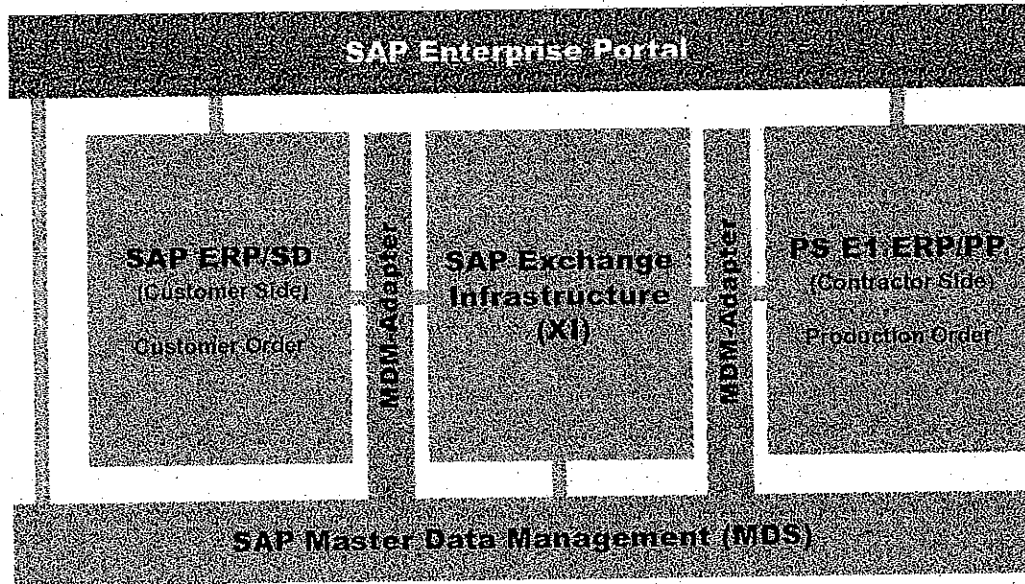 SAP Enterprise Portal
SAP ERP/SD
(Customer Side)
Customer Order
MDM-Adapter
SAP Exchange
Infrastructure
(XI)
MDM-Adapter
PS E1 ERP/PP
(Contractor Side)
Production Order
SAP Master Data Management (MDS)